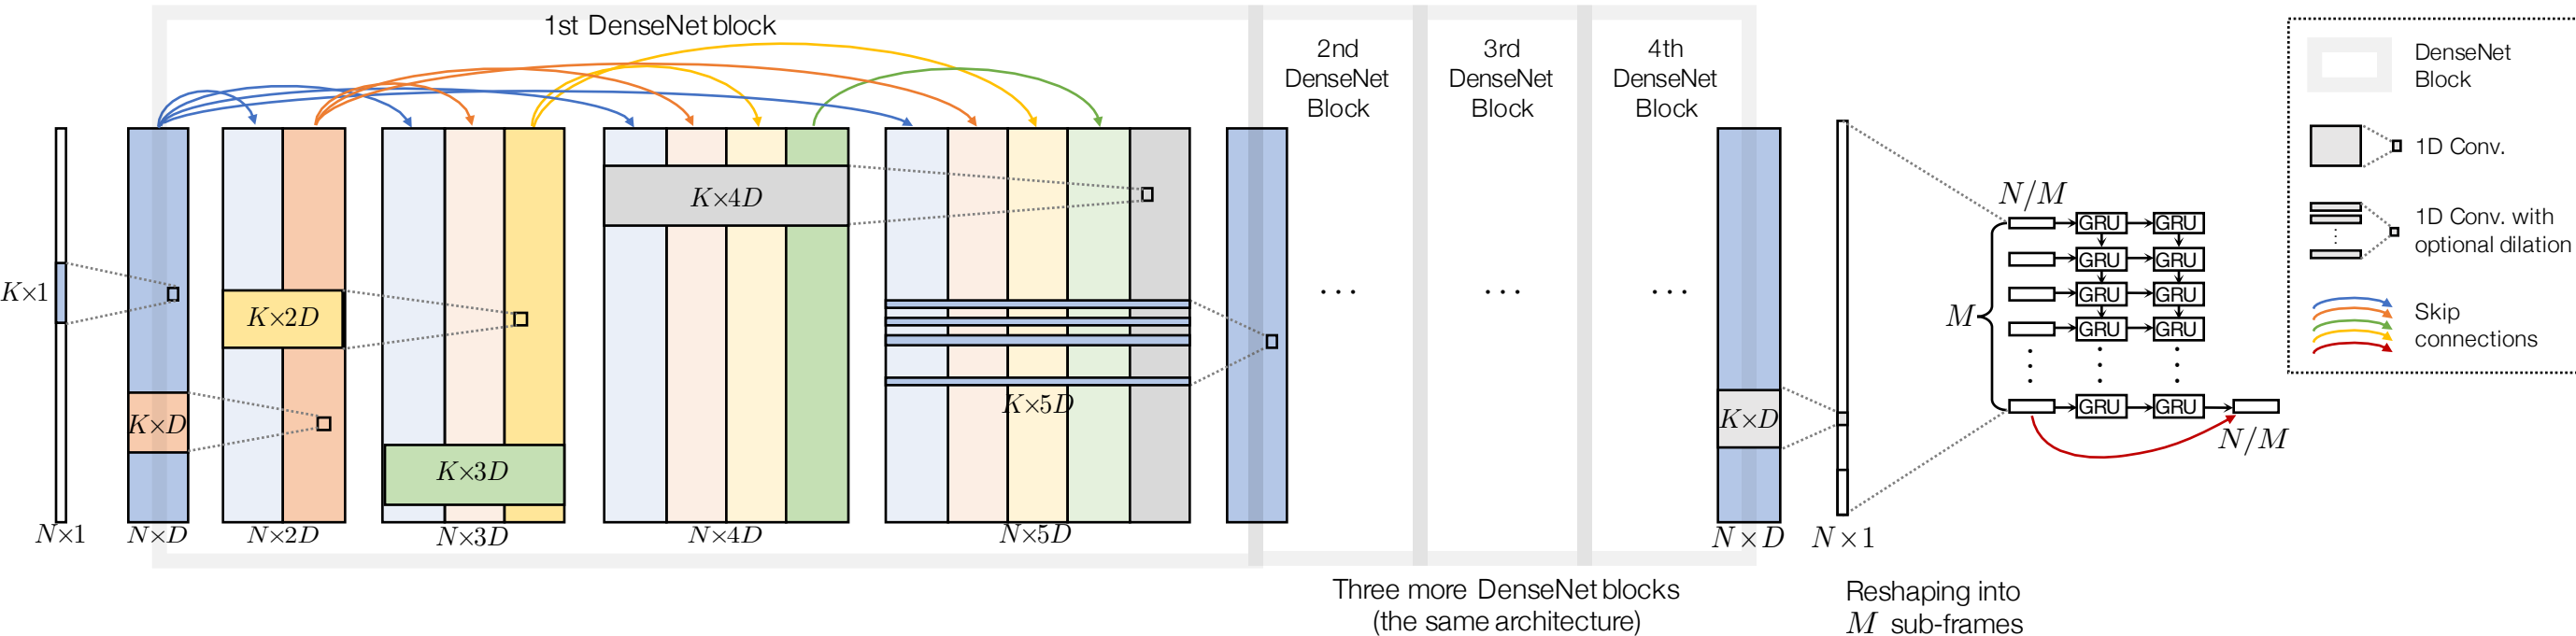 1st DenseNet block
2nd
DenseNet
Block
3rd
DenseNet
Block
4th
DenseNet
Block
K×1
K×D
K×2D
K×3D
K×4D
K×5D
K×D
...
...
...
N×1
N×D
N×2D
N×3D
N×4D
N×5D
N×D
N×1
Three more DenseNet blocks
(the same architecture)
Reshaping into
M sub-frames
N/M
M
GRU GRU
GRU GRU
GRU GRU
GRU GRU
GRU GRU
N/M
DenseNet
Block
1D Conv.
1D Conv. with
optional dilation
Skip
connections